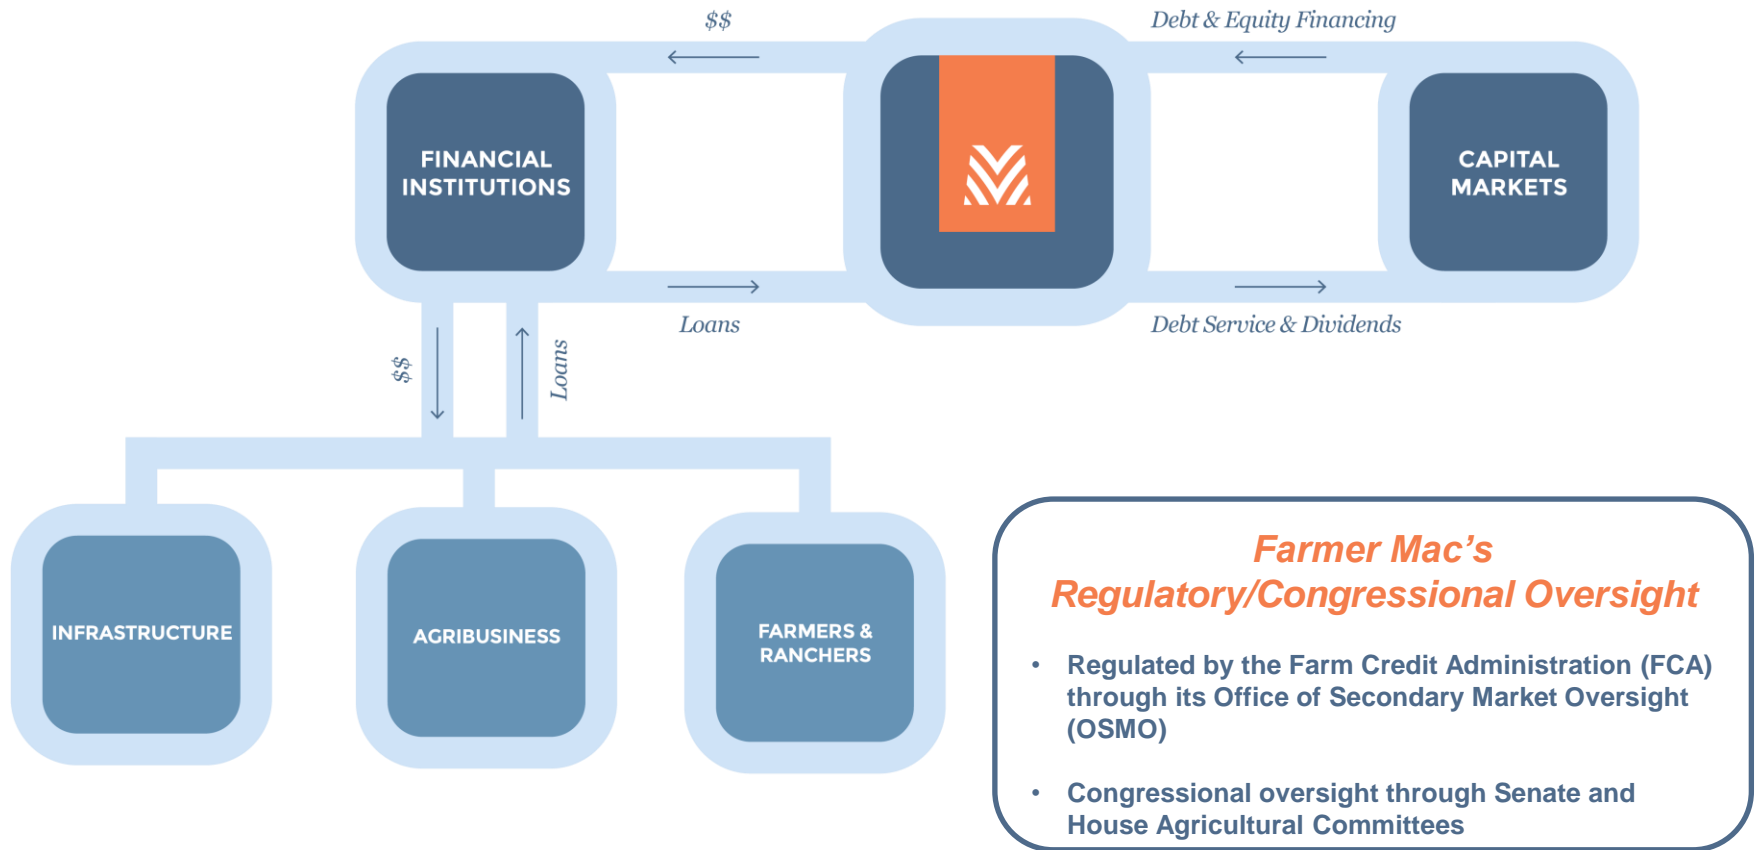 $$
Debt & Equity Financing
FINANCIAL
INSTITUTIONS
CAPITAL
MARKETS
Loans
Debt Service & Dividends
$$
Loans
INFRASTRUCTURE
AGRIBUSINESS
FARMERS &
RANCHERS
Farmer Mac’s
Regulatory/Congressional Oversight
• Regulated by the Farm Credit Administration (FCA)
through its Office of Secondary Market Oversight
(OSMO)
• Congressional oversight through Senate and
House Agricultural Committees